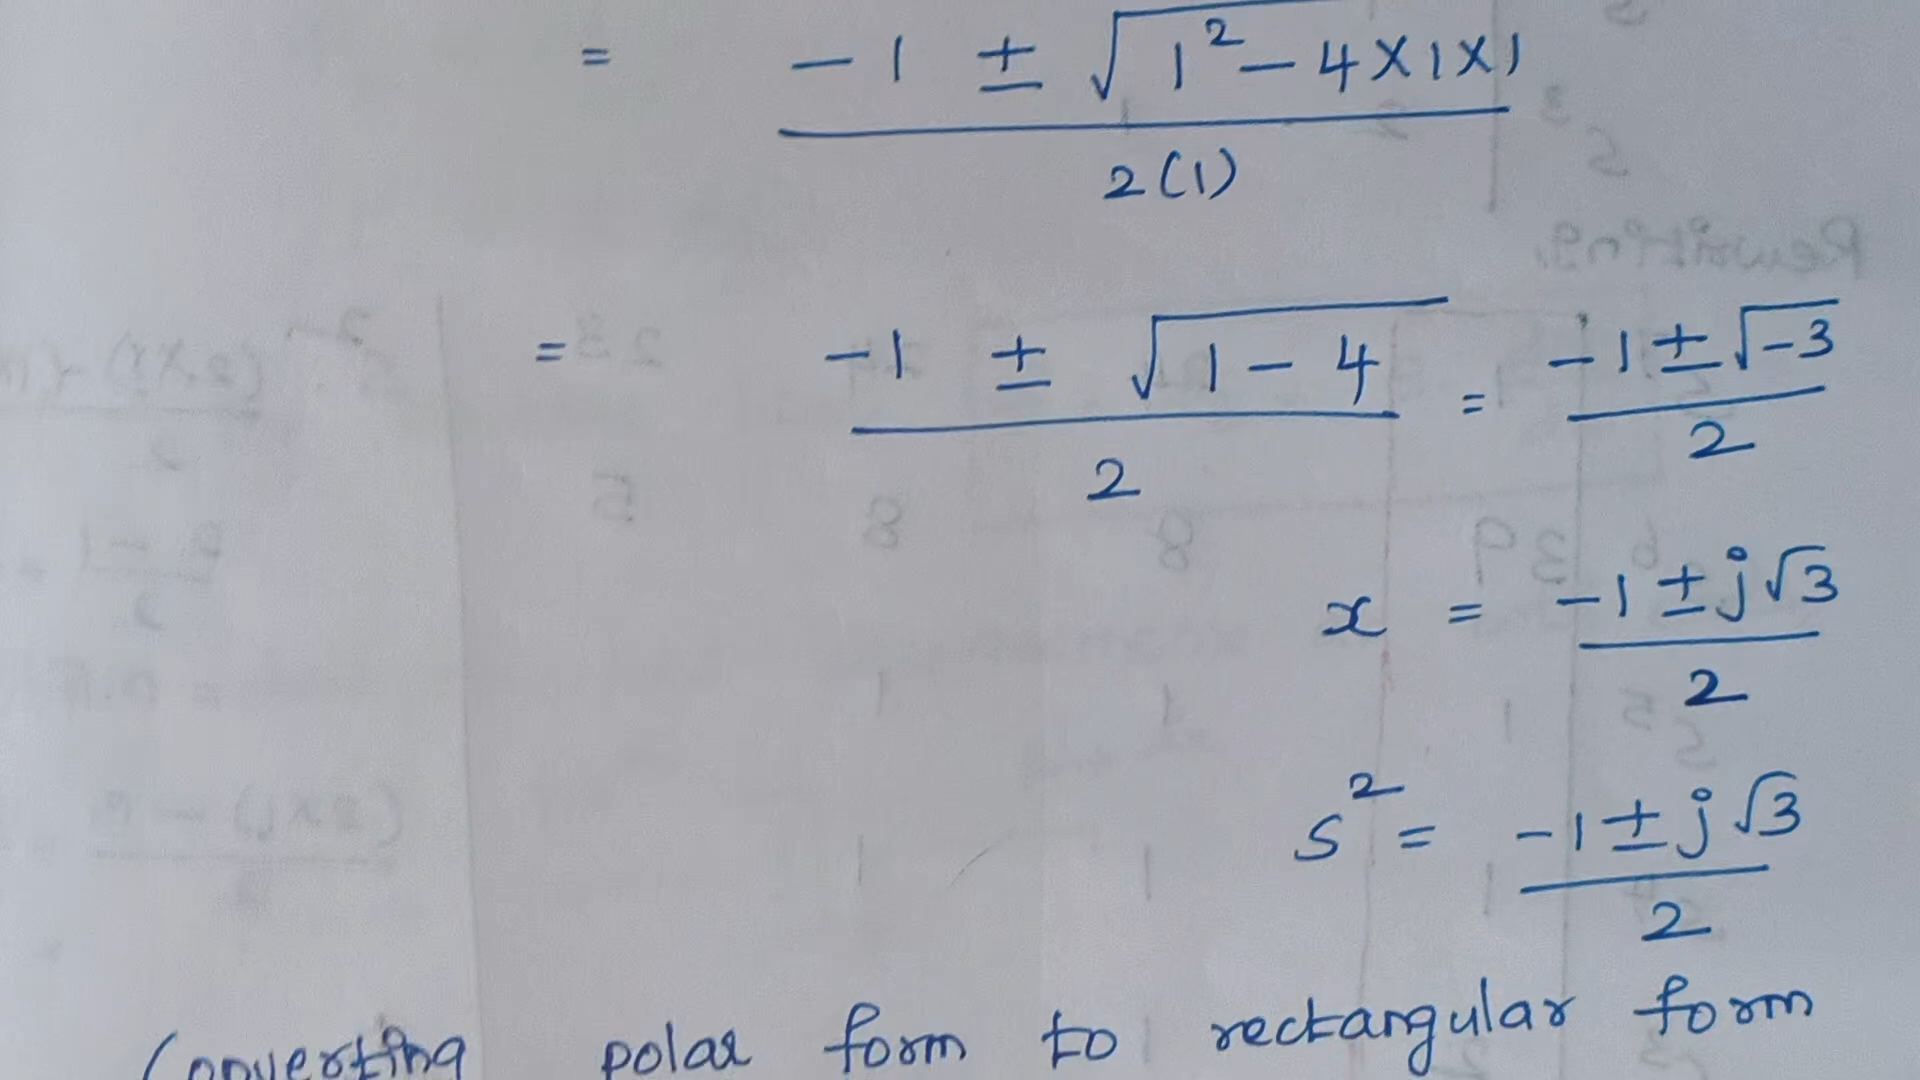 = -1 ± √1² - 4×1×1 / 2(1)
= -1 ± √1 - 4 / 2 = -1 ± √-3 / 2
x = -1 ± j√3 / 2
s² = -1 ± j√3 / 2
Converting polar form to rectangular form